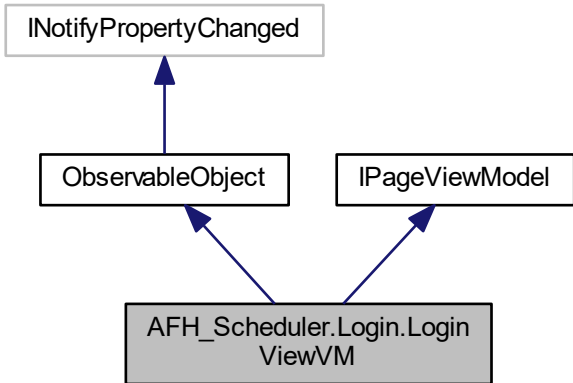 INotifyPropertyChanged
ObservableObject
IPageViewModel
AFH_Scheduler.Login.Login
ViewVM